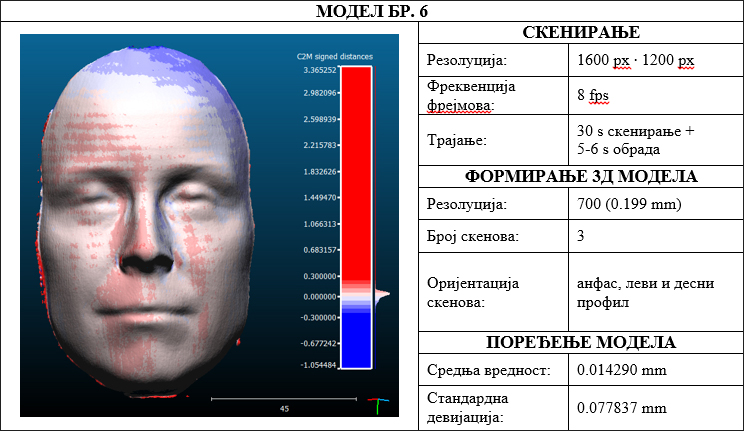 МОДЕЛ БР. 6
C2M signed distances
3.365252
2.982096
2.598939
2.215783
1.832626
1.449470
1.066313
0.683157
0.300000
0.000000
-0.300000
-0.677242
-1.054484
45
СКЕНИРАЊЕ
Резолуција: 1600 px · 1200 px
Фреквенција
фрејмова: 8 fps
Трајање: 30 s скенирање +
5-6 s обрада
ФОРМИРАЊЕ 3Д МОДЕЛА
Резолуција: 700 (0.199 mm)
Број скенова: 3
Оријентација
скенова: анфас, леви и десни
профил
ПОРЕЂЕЊЕ МОДЕЛА
Средња вредност: 0.014290 mm
Стандардна
девијација: 0.077837 mm